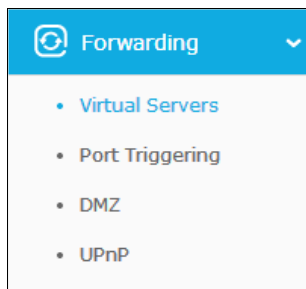 Forwarding
Virtual Servers
Port Triggering
DMZ
UPnP